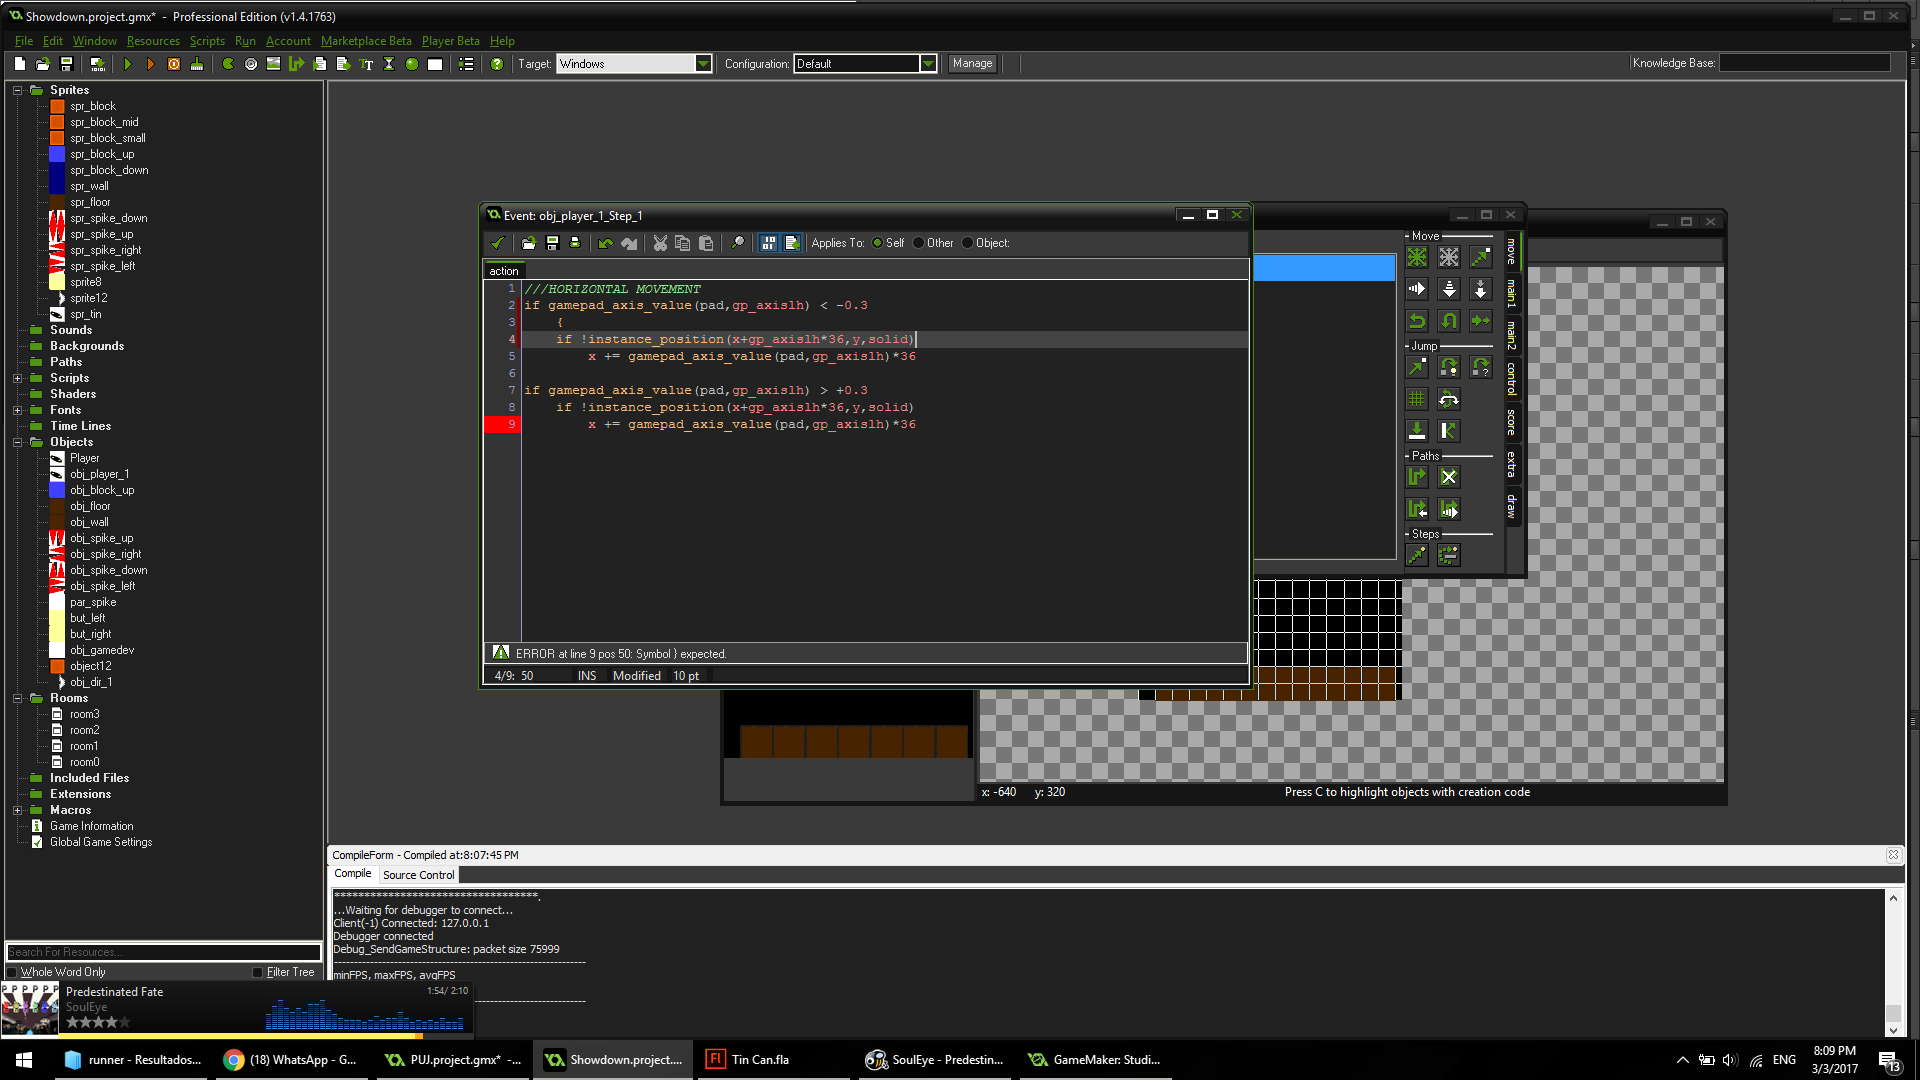 Showdown.project.gmx* - Professional Edition (v1.4.1763)
File Edit Window Resources Scripts Run Account Marketplace Beta Player Beta Help
Target: Windows Configuration: Default Manage Knowledge Base:
Sprites
spr_block
spr_block_mid
spr_block_small
spr_block_up
spr_block_down
spr_wall
spr_floor
spr_spike_down
spr_spike_up
spr_spike_right
spr_spike_left
sprite8
sprite12
spr_tin
Sounds
Backgrounds
Paths
Scripts
Shaders
Fonts
Time Lines
Objects
Player
obj_player_1
obj_block_up
obj_floor
obj_wall
obj_spike_up
obj_spike_right
obj_spike_down
obj_spike_left
par_spike
but_left
but_right
obj_gamedev
object12
obj_dir_1
Rooms
room3
room2
room1
room0
Included Files
Extensions
Macros
Game Information
Global Game Settings
Search For Resources...
Whole Word Only Filter Tree
Event: obj_player_1_Step_1
Applies To: Self Other Object:
action
1 ///HORIZONTAL MOVEMENT
2 if gamepad_axis_value(pad,gp_axislh) < -0.3
3 {
4 if !instance_position(x+gp_axislh*36,y,solid)
5 x += gamepad_axis_value(pad,gp_axislh)*36
6
7 if gamepad_axis_value(pad,gp_axislh) > +0.3
8 if !instance_position(x+gp_axislh*36,y,solid)
9 x += gamepad_axis_value(pad,gp_axislh)*36
ERROR at line 9 pos 50: Symbol } expected.
4/9: 50 INS Modified 10 pt
Move
Jump
Paths
Steps
move
main1
main2
control
score
extra
draw
x: -640 y: 320 Press C to highlight objects with creation code
CompileForm - Compiled at:8:07:45 PM
Compile Source Control
***********************************.
...Waiting for debugger to connect...
Client(-1) Connected: 127.0.0.1
Debugger connected
Debug_SendGameStructure: packet size 75999
minFPS, maxFPS, avgFPS
Predestinated Fate 1:54/ 2:10
SoulEye
runner - Resultados... (18) WhatsApp - G... PUJ.project.gmx* -... Showdown.project.... Tin Can.fla SoulEye - Predestin... GameMaker: Studi... ENG 8:09 PM
3/3/2017
13